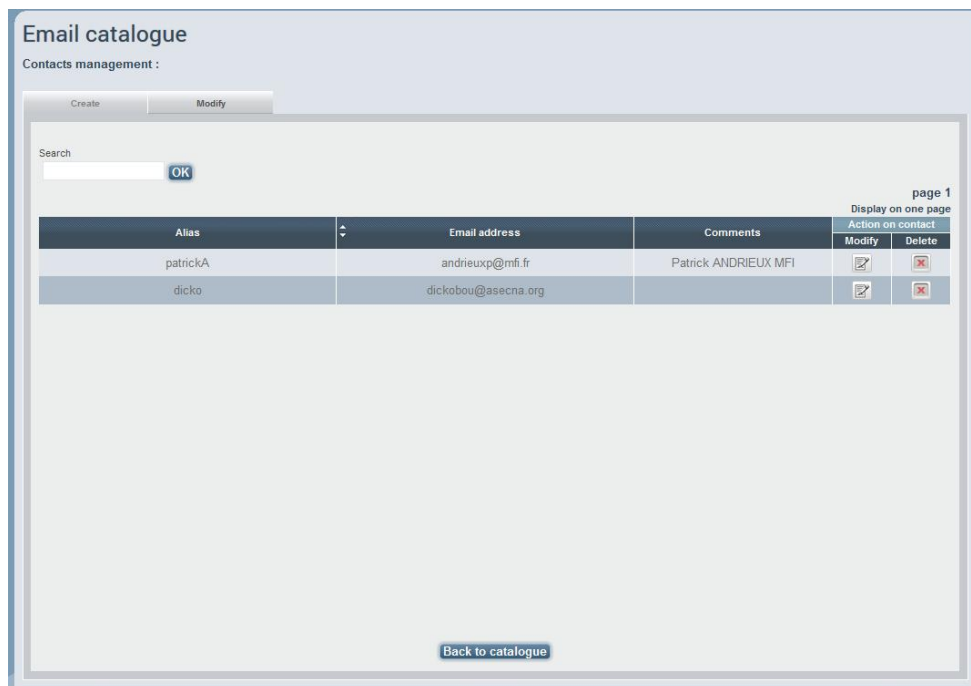 Email catalogue
Contacts management :
Create Modify
Search
OK
page 1
Display on one page
Alias Email address Comments Action on contact
Modify Delete
patrickA andrieuxp@mfi.fr Patrick ANDRIEUX MFI
dicko dickobou@asecna.org
Back to catalogue